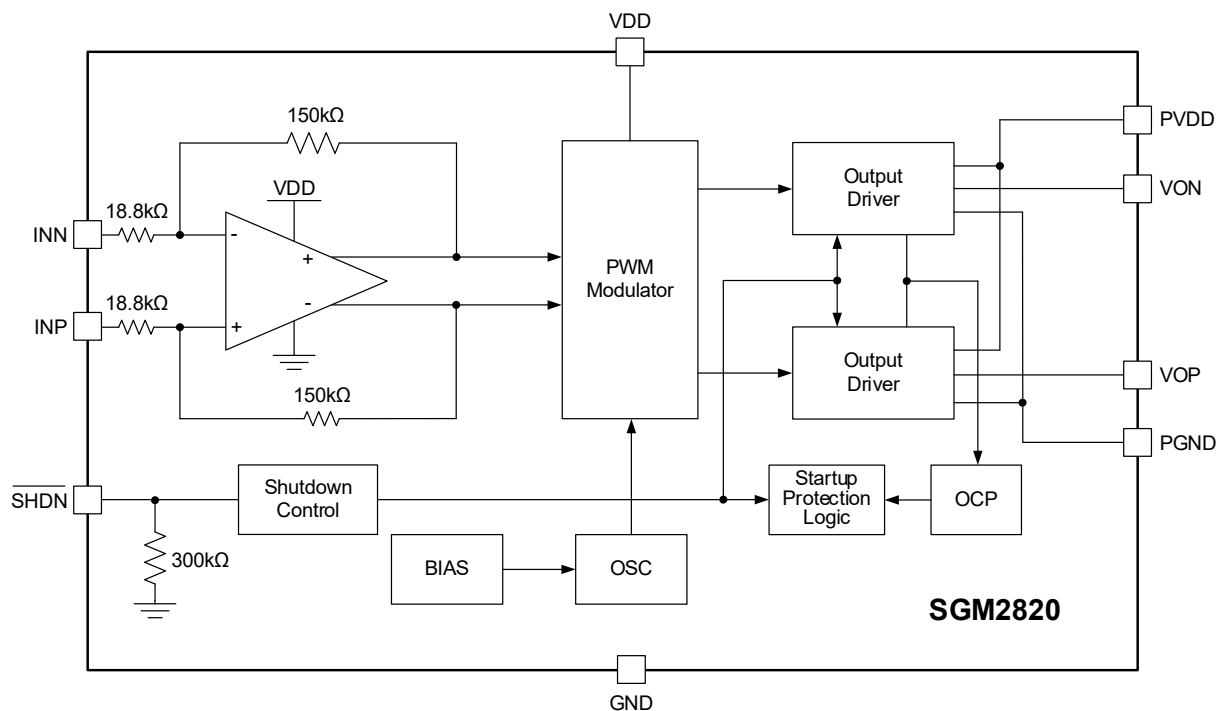 VDD
150kΩ
PVDD
VDD
Output
Driver
18.8kΩ
VON
INN
-
+
PWM
Modulator
18.8kΩ
-
INP
+
Output
Driver
VOP
150kΩ
PGND
SHDN
Shutdown
Control
Startup
Protection
Logic
OCP
300kΩ
BIAS
OSC
SGM2820
GND